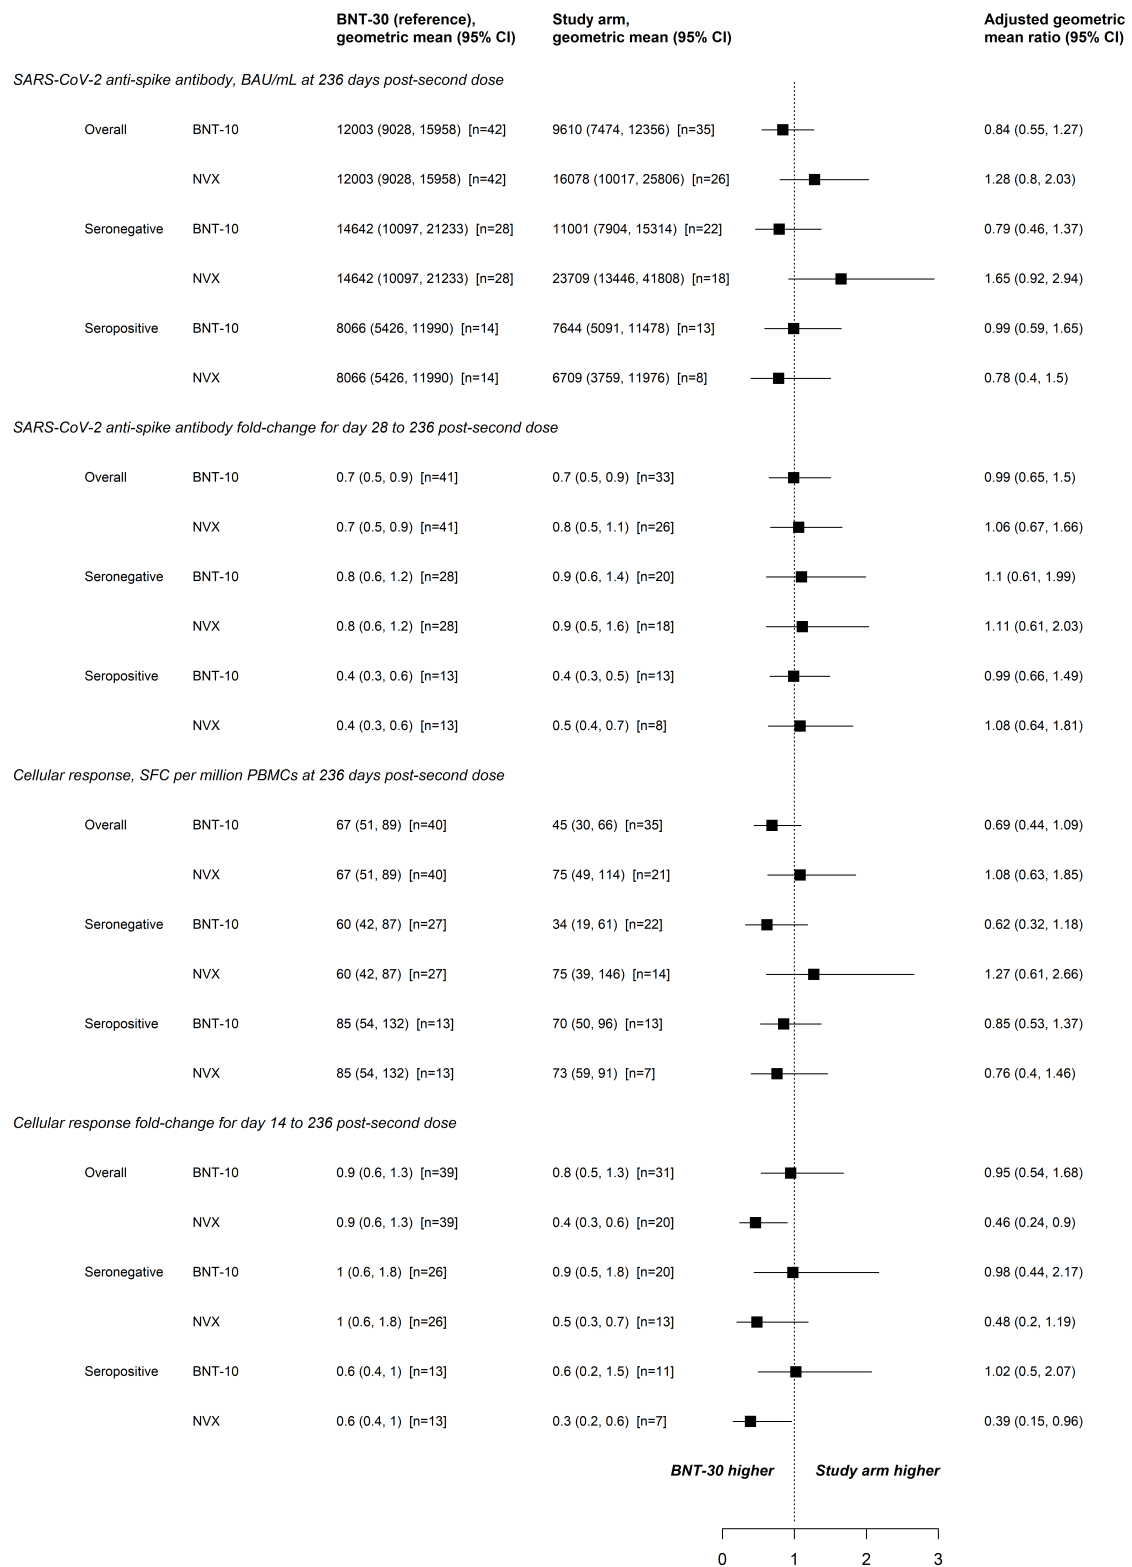 BNT-30 (reference), Study arm, Adjusted geometric
geometric mean (95% CI) geometric mean (95% CI) mean ratio (95% CI)
SARS-CoV-2 anti-spike antibody, BAU/mL at 236 days post-second dose
Overall BNT-10 12003 (9028, 15958) [n=42] 9610 (7474, 12356) [n=35] 0.84 (0.55, 1.27)
NVX 12003 (9028, 15958) [n=42] 16078 (10017, 25806) [n=26] 1.28 (0.8, 2.03)
Seronegative BNT-10 14642 (10097, 21233) [n=28] 11001 (7904, 15314) [n=22] 0.79 (0.46, 1.37)
NVX 14642 (10097, 21233) [n=28] 23709 (13446, 41808) [n=18] 1.65 (0.92, 2.94)
Seropositive BNT-10 8066 (5426, 11990) [n=14] 7644 (5091, 11478) [n=13] 0.99 (0.59, 1.65)
NVX 8066 (5426, 11990) [n=14] 6709 (3759, 11976) [n=8] 0.78 (0.4, 1.5)
SARS-CoV-2 anti-spike antibody fold-change for day 28 to 236 post-second dose
Overall BNT-10 0.7 (0.5, 0.9) [n=41] 0.7 (0.5, 0.9) [n=33] 0.99 (0.65, 1.5)
NVX 0.7 (0.5, 0.9) [n=41] 0.8 (0.5, 1.1) [n=26] 1.06 (0.67, 1.66)
Seronegative BNT-10 0.8 (0.6, 1.2) [n=28] 0.9 (0.6, 1.4) [n=20] 1.1 (0.61, 1.99)
NVX 0.8 (0.6, 1.2) [n=28] 0.9 (0.5, 1.6) [n=18] 1.11 (0.61, 2.03)
Seropositive BNT-10 0.4 (0.3, 0.6) [n=13] 0.4 (0.3, 0.5) [n=13] 0.99 (0.66, 1.49)
NVX 0.4 (0.3, 0.6) [n=13] 0.5 (0.4, 0.7) [n=8] 1.08 (0.64, 1.81)
Cellular response, SFC per million PBMCs at 236 days post-second dose
Overall BNT-10 67 (51, 89) [n=40] 45 (30, 66) [n=35] 0.69 (0.44, 1.09)
NVX 67 (51, 89) [n=40] 75 (49, 114) [n=21] 1.08 (0.63, 1.85)
Seronegative BNT-10 60 (42, 87) [n=27] 34 (19, 61) [n=22] 0.62 (0.32, 1.18)
NVX 60 (42, 87) [n=27] 75 (39, 146) [n=14] 1.27 (0.61, 2.66)
Seropositive BNT-10 85 (54, 132) [n=13] 70 (50, 96) [n=13] 0.85 (0.53, 1.37)
NVX 85 (54, 132) [n=13] 73 (59, 91) [n=7] 0.76 (0.4, 1.46)
Cellular response fold-change for day 14 to 236 post-second dose
Overall BNT-10 0.9 (0.6, 1.3) [n=39] 0.8 (0.5, 1.3) [n=31] 0.95 (0.54, 1.68)
NVX 0.9 (0.6, 1.3) [n=39] 0.4 (0.3, 0.6) [n=20] 0.46 (0.24, 0.9)
Seronegative BNT-10 1 (0.6, 1.8) [n=26] 0.9 (0.5, 1.8) [n=20] 0.98 (0.44, 2.17)
NVX 1 (0.6, 1.8) [n=26] 0.5 (0.3, 0.7) [n=13] 0.48 (0.2, 1.19)
Seropositive BNT-10 0.6 (0.4, 1) [n=13] 0.6 (0.2, 1.5) [n=11] 1.02 (0.5, 2.07)
NVX 0.6 (0.4, 1) [n=13] 0.3 (0.2, 0.6) [n=7] 0.39 (0.15, 0.96)
BNT-30 higher Study arm higher
0 1 2 3